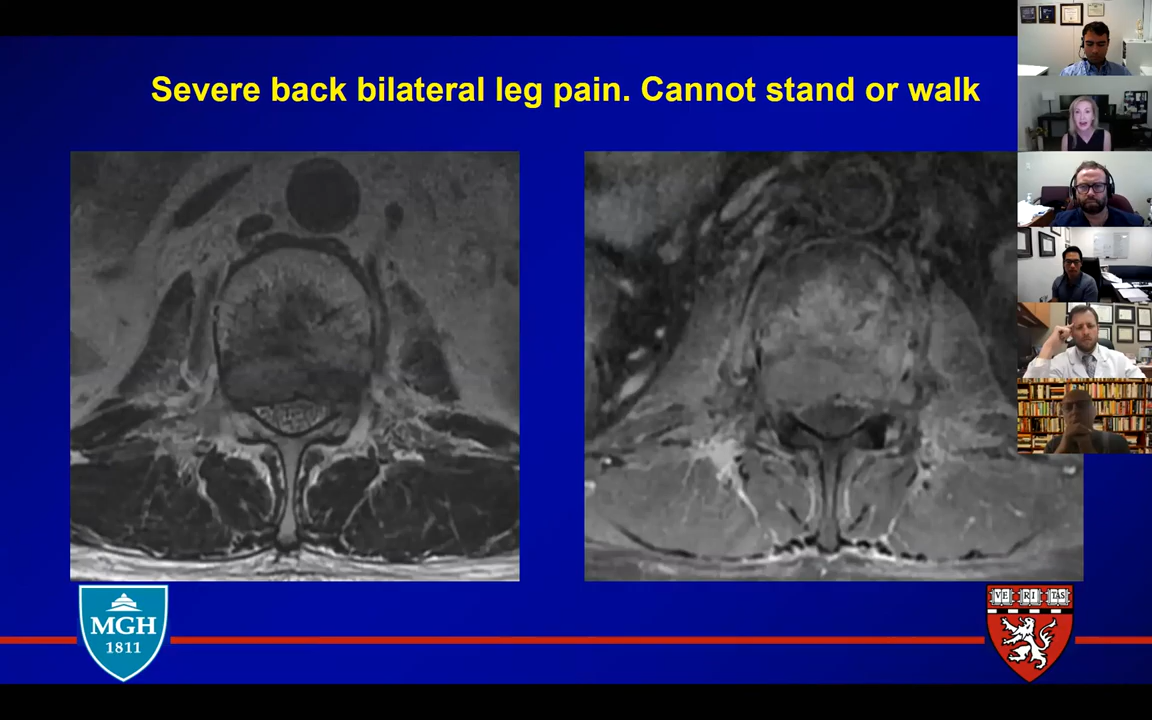 Severe back bilateral leg pain. Cannot stand or walk
MGH
1811
VE RI TAS